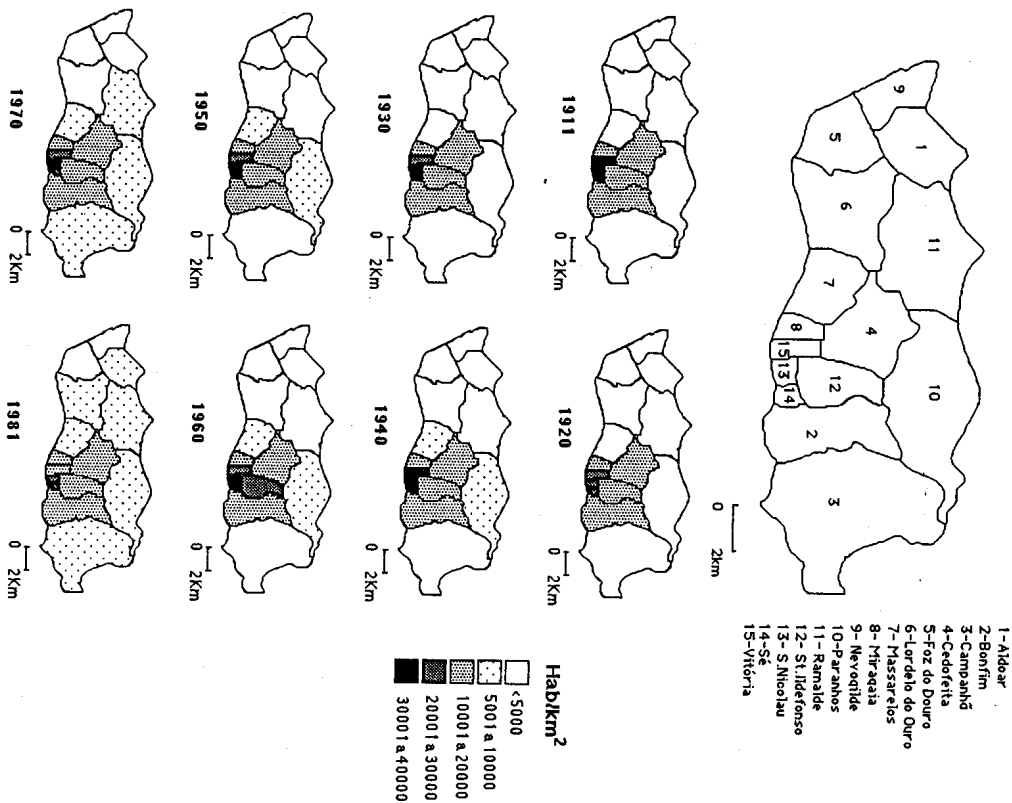 9
1
5
11
6
7
4
8
10
15
13
12
14
2
3
0 2km
1-Aldoar
2-Bonfim
3-Campanhã
4-Cedofeita
5-Foz do Douro
6-Lordelo do Ouro
7- Massarelos
8- Miragaia
9- Nevogilde
10-Paranhos
11- Ramalde
12- St.Ildefonso
13- S.Nicolau
14-Sé
15-Vitória
1911
0 2Km
1920
0 2Km
1930
0 2Km
1940
0 2Km
1950
0 2Km
1960
0 2Km
1970
0 2Km
1981
0 2Km
Hab/km²
<5000
5001 a 10000
10001 a 20000
20001 a 30000
30001 a 40000